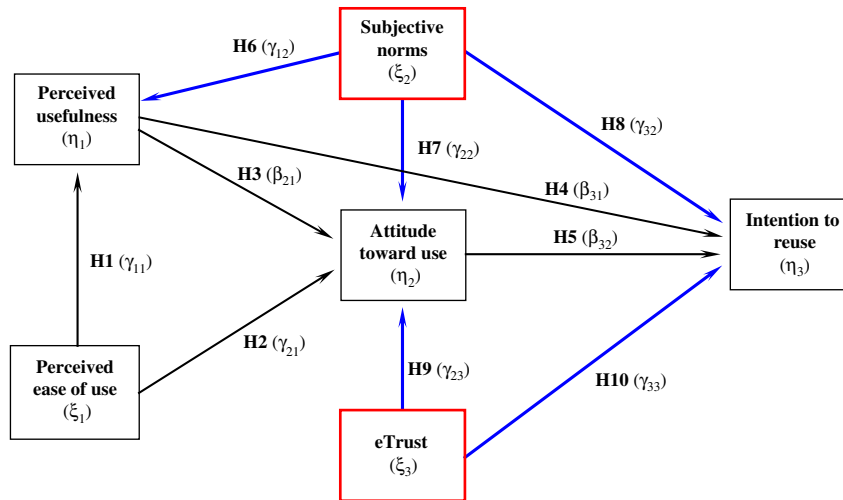 Subjective
norms
(ξ₂)
H6 (γ₁₂)
Perceived
usefulness
(η₁)
H8 (γ₃₂)
H7 (γ₂₂)
H3 (β₂₁)
H4 (β₃₁)
Attitude
toward use
(η₂)
H5 (β₃₂)
Intention to
reuse
(η₃)
H1 (γ₁₁)
H2 (γ₂₁)
Perceived
ease of use
(ξ₁)
H9 (γ₂₃)
H10 (γ₃₃)
eTrust
(ξ₃)